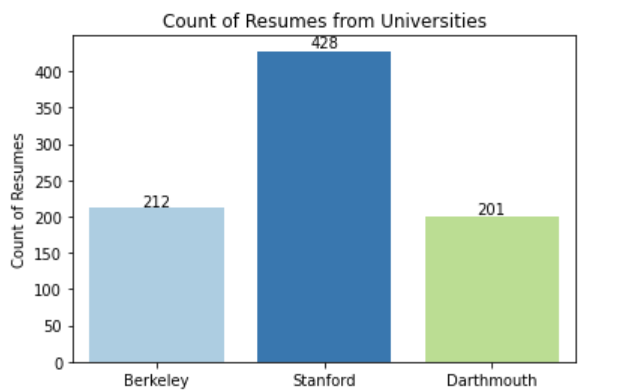 Count of Resumes from Universities
428
400
350
300
250
212
201
200
150
100
50
0
Count of Resumes
Berkeley
Stanford
Darthmouth